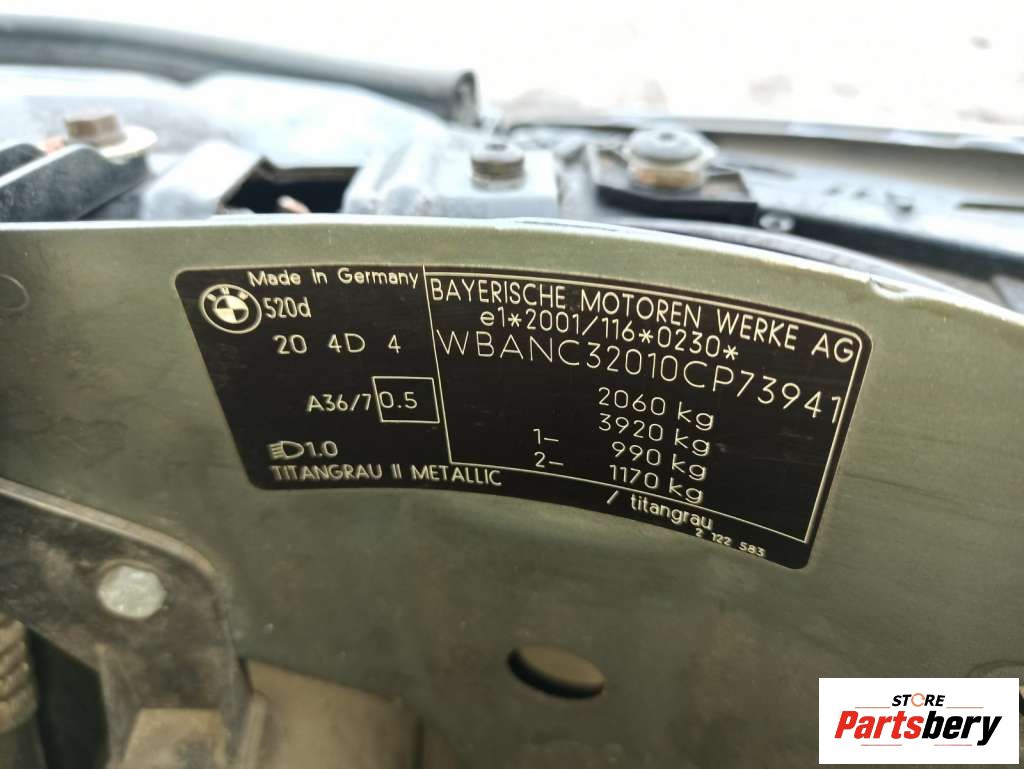 Made In Germany
BMW
520d
20 4D 4
A36/7 0.5
1.0
TITANGRAU II METALLIC
/ titangrau
BAYERISCHE MOTOREN WERKE AG
e1*2001/116*0230*
WBANC32010CP73941
2060 kg
3920 kg
1– 990 kg
2– 1170 kg
2 122 583
STORE
Partsbery